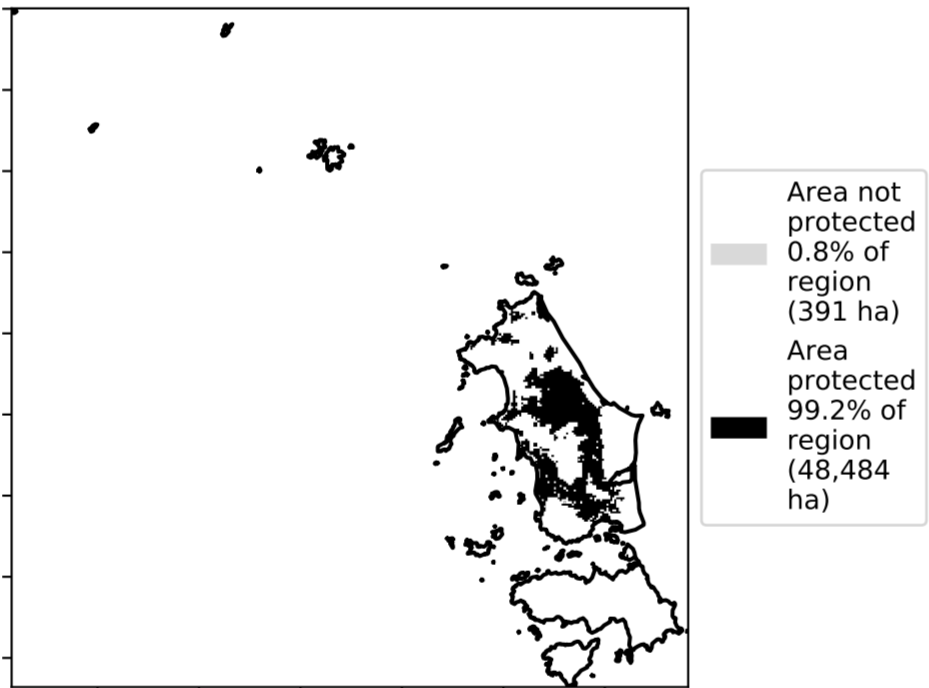 Area not
protected
0.8% of
region
(391 ha)
Area
protected
99.2% of
region
(48,484
ha)